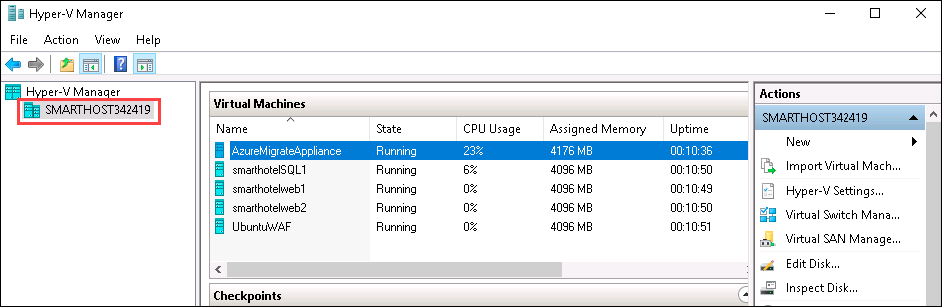 Hyper-V Manager
File Action View Help
Hyper-V Manager
SMARTHOST342419
Virtual Machines
Name State CPU Usage Assigned Memory Uptime
AzureMigrateAppliance Running 23% 4176 MB 00:10:36
smarthotelSQL1 Running 6% 4096 MB 00:10:50
smarthotelweb1 Running 0% 4096 MB 00:10:49
smarthotelweb2 Running 0% 4096 MB 00:10:50
UbuntuWAF Running 0% 4096 MB 00:10:51
Checkpoints
Actions
SMARTHOST342419
New
Import Virtual Mach...
Hyper-V Settings...
Virtual Switch Mana...
Virtual SAN Manage...
Edit Disk...
Inspect Disk...